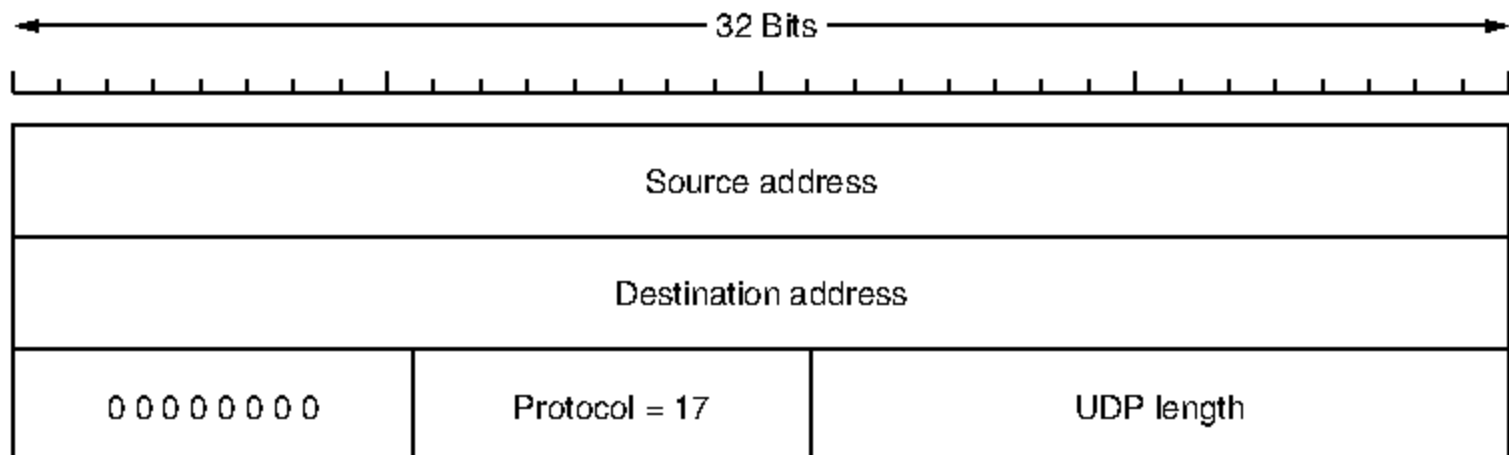 32 Bits
Source address
Destination address
0 0 0 0 0 0 0 0 Protocol = 17 UDP length